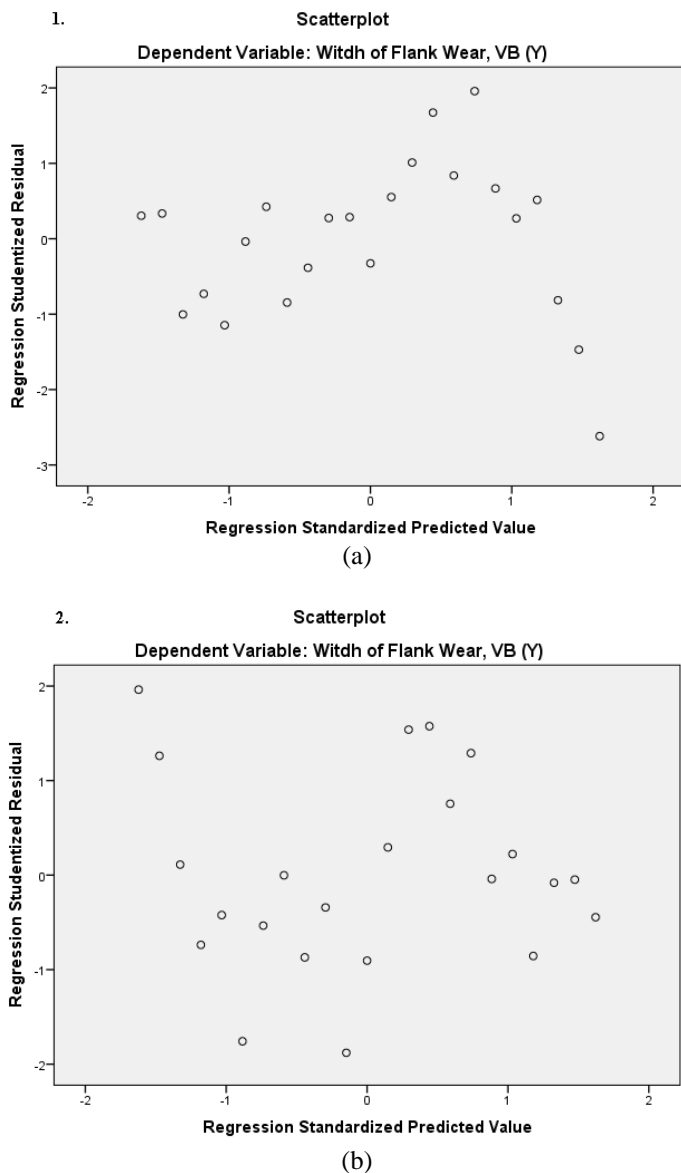 1.
Scatterplot
Dependent Variable: Witdh of Flank Wear, VB (Y)
Regression Studentized Residual
2
1
0
-1
-2
-3
-2 -1 0 1 2
Regression Standardized Predicted Value
(a)
2.
Scatterplot
Dependent Variable: Witdh of Flank Wear, VB (Y)
Regression Studentized Residual
2
1
0
-1
-2
-2 -1 0 1 2
Regression Standardized Predicted Value
(b)